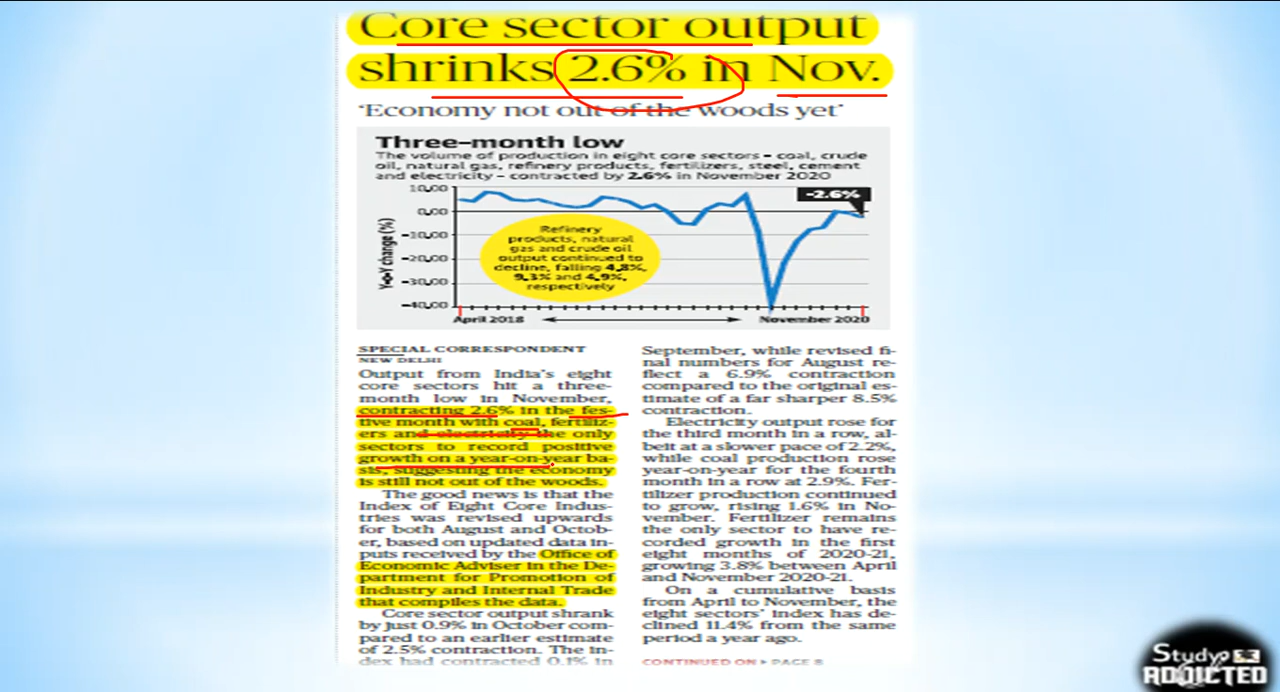 Core sector output
shrinks 2.6% in Nov.
‘Economy not out of the woods yet’
Three-month low
The volume of production in eight core sectors – coal, crude
oil, natural gas, refinery products, fertilizers, steel, cement
and electricity – contracted by 2.6% in November 2020
Y-o-Y change (%)
10.00
0.00
-10.00
-20.00
-30.00
-40.00
-2.6%
Refinery
products, natural
gas and crude oil
output continued to
decline, falling 4.8%,
9.3% and 4.9%,
respectively
April 2018
November 2020
SPECIAL CORRESPONDENT
NEW DELHI
Output from India's eight
core sectors hit a three-
month low in November,
contracting 2.6% in the fes-
tive month with coal, fertiliz-
ers and electricity the only
sectors to record positive
growth on a year-on-year ba-
sis, suggesting the economy
is still not out of the woods.
The good news is that the
Index of Eight Core Indus-
tries was revised upwards
for both August and Octob-
er, based on updated data in-
puts received by the Office of
Economic Adviser in the De-
partment for Promotion of
Industry and Internal Trade
that compiles the data.
Core sector output shrank
by just 0.9% in October com-
pared to an earlier estimate
of 2.5% contraction. The in-
dex had contracted 0.1% in
September, while revised fi-
nal numbers for August re-
flect a 6.9% contraction
compared to the original es-
timate of a far sharper 8.5%
contraction.
Electricity output rose for
the third month in a row, al-
beit at a slower pace of 2.2%,
while coal production rose
year-on-year for the fourth
month in a row at 2.9%. Fer-
tilizer production continued
to grow, rising 1.6% in No-
vember. Fertilizer remains
the only sector to have re-
corded growth in the first
eight months of 2020-21,
growing 3.8% between April
and November 2020-21.
On a cumulative basis
from April to November, the
eight sectors' index has de-
clined 11.4% from the same
period a year ago.
CONTINUED ON ▸ PAGE 8
Study
ADDICTED